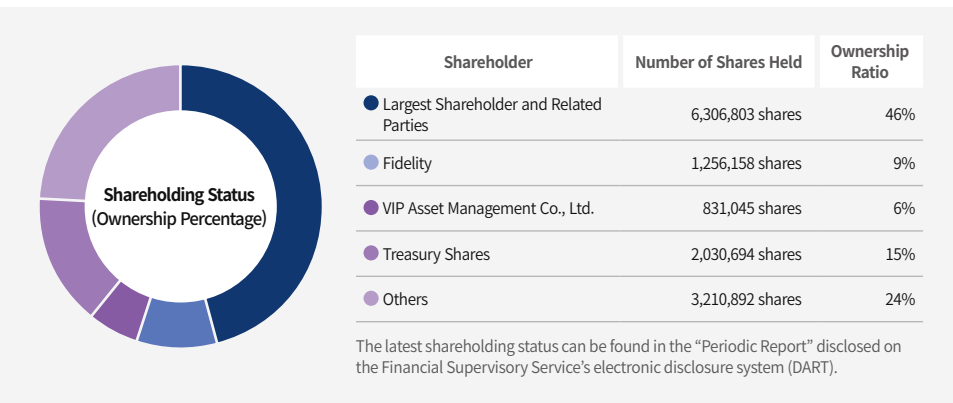 Shareholding Status
(Ownership Percentage)
Shareholder Number of Shares Held Ownership
Ratio
Largest Shareholder and Related
Parties 6,306,803 shares 46%
Fidelity 1,256,158 shares 9%
VIP Asset Management Co., Ltd. 831,045 shares 6%
Treasury Shares 2,030,694 shares 15%
Others 3,210,892 shares 24%
The latest shareholding status can be found in the “Periodic Report” disclosed on
the Financial Supervisory Service’s electronic disclosure system (DART).